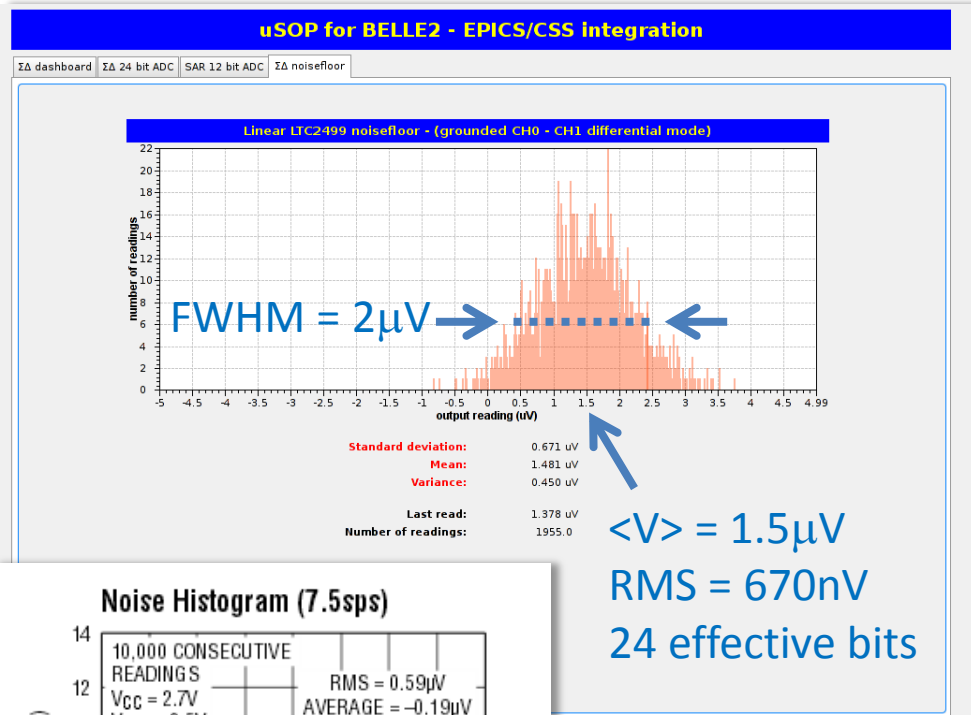 uSOP for BELLE2 - EPICS/CSS integration
ΣΔ dashboard ΣΔ 24 bit ADC SAR 12 bit ADC ΣΔ noisefloor
Linear LTC2499 noisefloor - (grounded CH0 - CH1 differential mode)
number of readings
22
20
18
16
14
12
10
8
6
4
2
0
FWHM = 2μV
-5 -4.5 -4 -3.5 -3 -2.5 -2 -1.5 -1 -0.5 0 0.5 1 1.5 2 2.5 3 3.5 4 4.5 4.99
output reading (uV)
Standard deviation: 0.671 uV
Mean: 1.481 uV
Variance: 0.450 uV
Last read: 1.378 uV
Number of readings: 1955.0
<V> = 1.5μV
RMS = 670nV
24 effective bits
Noise Histogram (7.5sps)
14
12
10,000 CONSECUTIVE
READINGS
VCC = 2.7V
RMS = 0.59μV
AVERAGE = –0.19μV